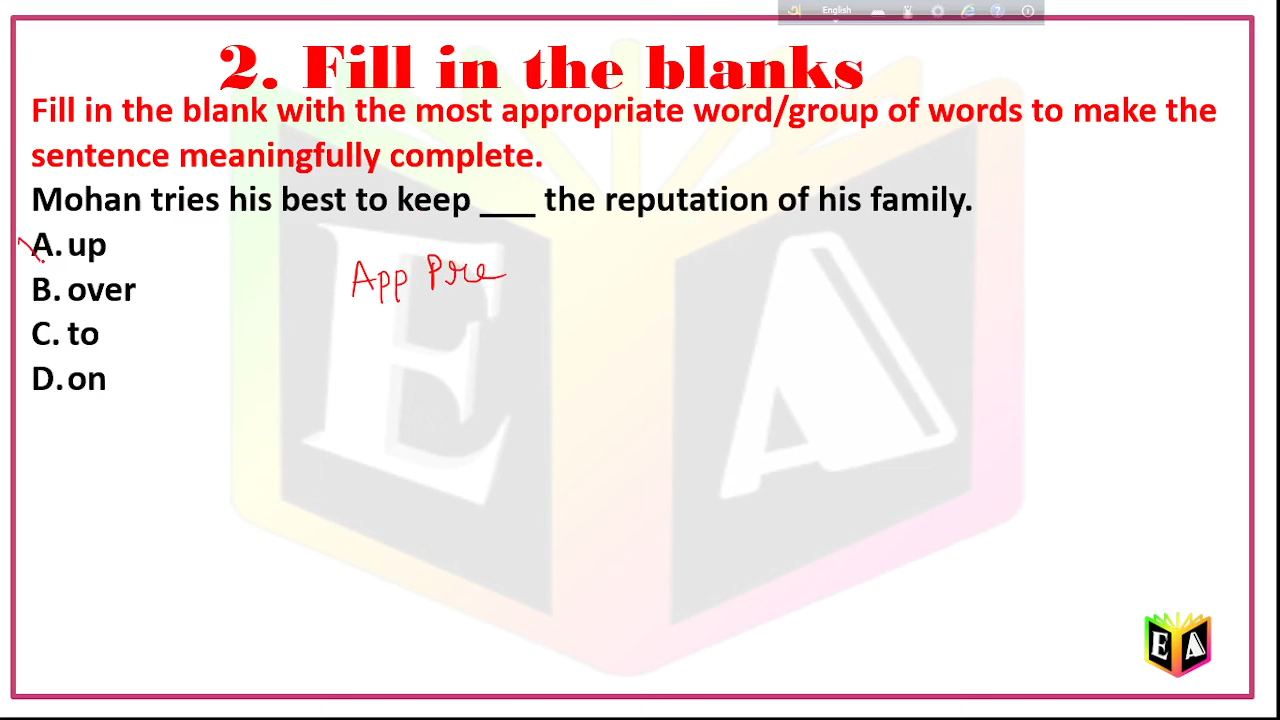 English
2. Fill in the blanks
Fill in the blank with the most appropriate word/group of words to make the
sentence meaningfully complete.
Mohan tries his best to keep ___ the reputation of his family.
A. up
App Pre
B. over
C. to
D. on
E A
E A